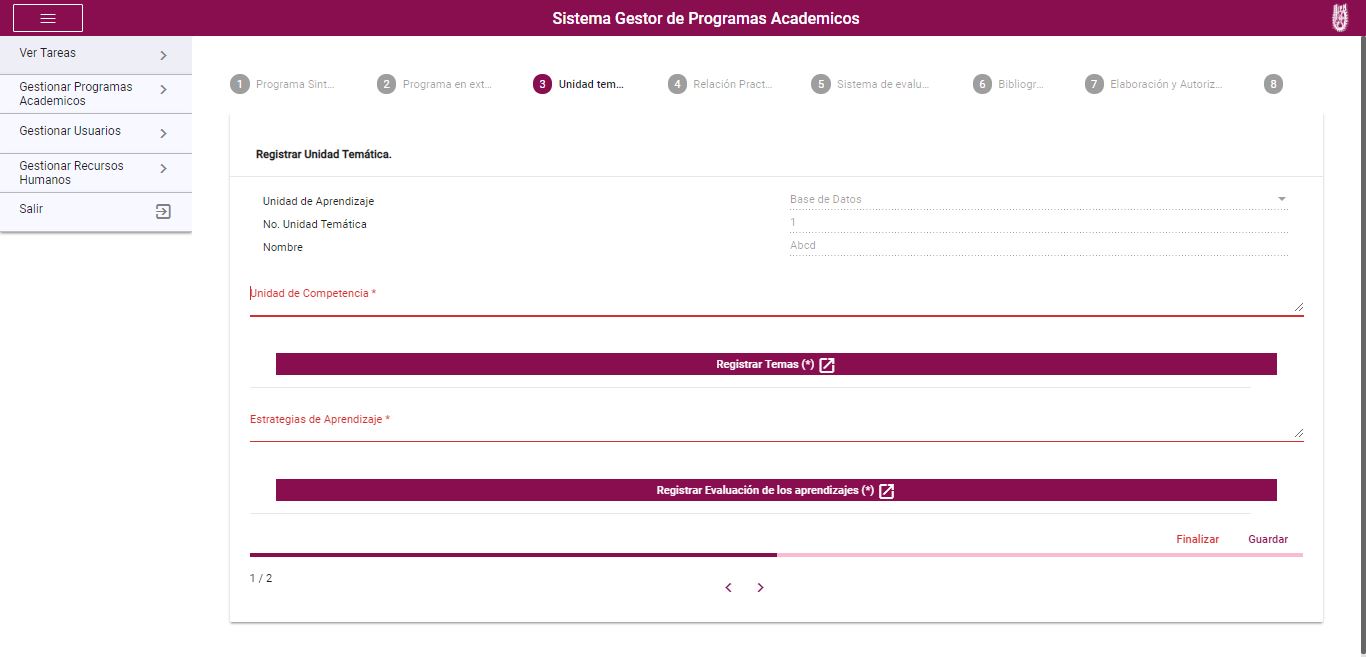 Sistema Gestor de Programas Academicos
Ver Tareas
Gestionar Programas
Academicos
Gestionar Usuarios
Gestionar Recursos
Humanos
Salir
1 Programa Sint...
2 Programa en ext...
3 Unidad tem...
4 Relación Pract...
5 Sistema de evalu...
6 Bibliogr...
7 Elaboración y Autoriz...
8
Registrar Unidad Temática.
Unidad de Aprendizaje Base de Datos
No. Unidad Temática 1
Nombre Abcd
Unidad de Competencia *
Registrar Temas (*)
Estrategias de Aprendizaje *
Registrar Evaluación de los aprendizajes (*)
Finalizar Guardar
1 / 2